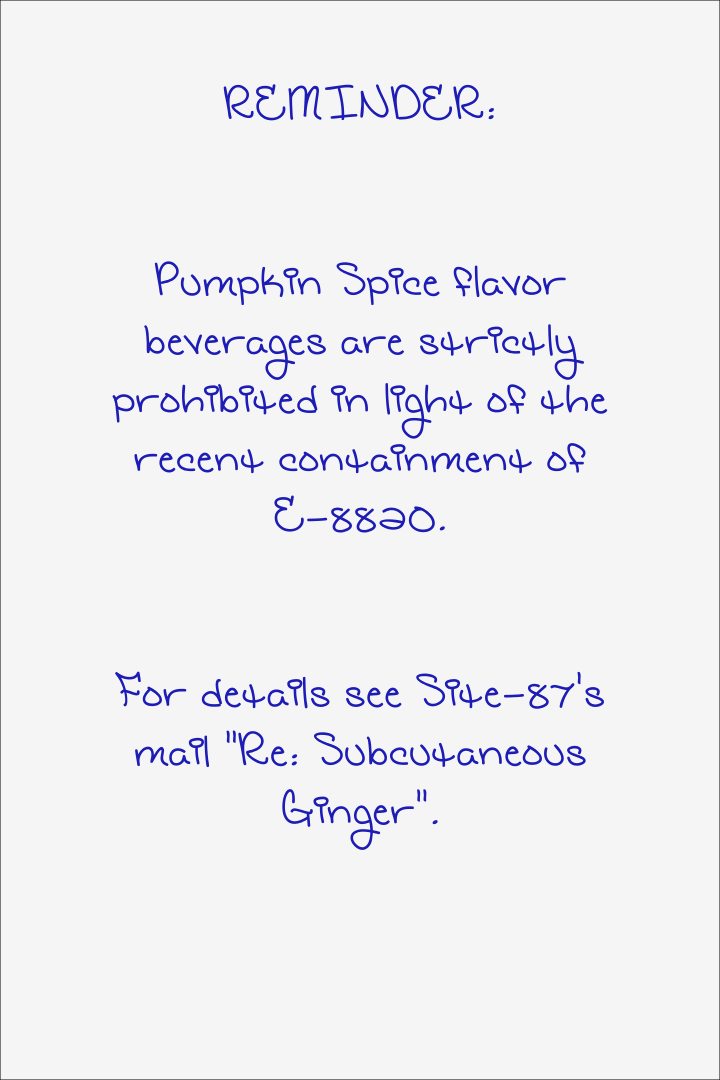 REMINDER:
Pumpkin Spice flavor
beverages are strictly
prohibited in light of the
recent containment of
E-8820.
For details see Site-87's
mail "Re: Subcutaneous
Ginger".